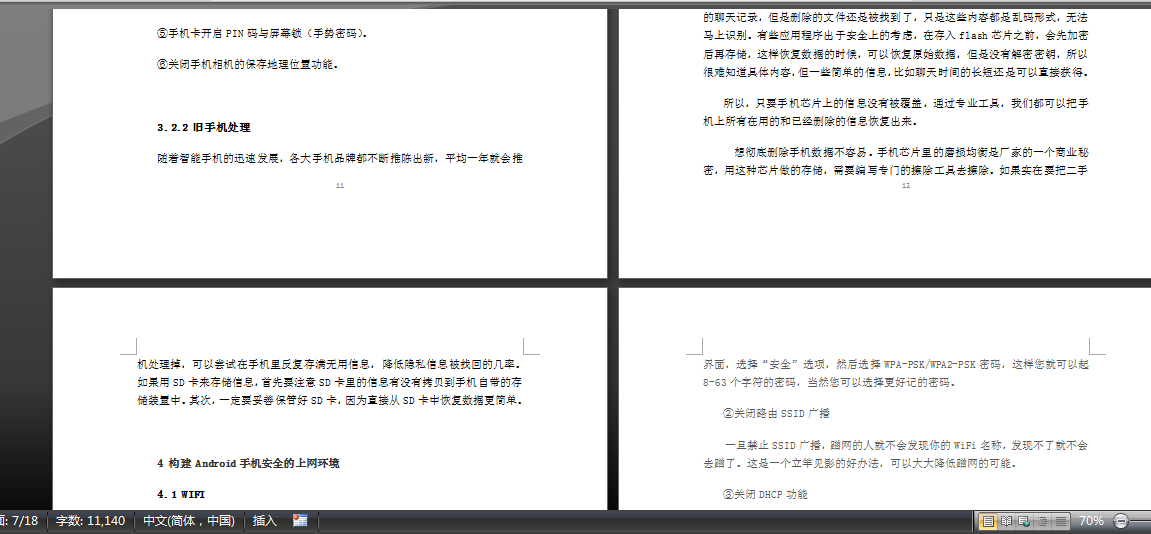 ⑤手机卡开启 PIN 码与屏幕锁（手势密码）。
⑥关闭手机相机的保存地理位置功能。
3.2.2 旧手机处理
随着智能手机的迅速发展，各大手机品牌都不断推陈出新，平均一年就会推
11
的聊天记录，但是删除的文件还是被找到了，只是这些内容都是乱码形式，无法
马上识别。有些应用程序出于安全上的考虑，在存入 flash 芯片之前，会先加密
后再存储，这样恢复数据的时候，可以恢复原始数据，但是没有解密密钥，所以
很难知道具体内容，但一些简单的信息，比如聊天时间的长短还是可以直接获得。
所以，只要手机芯片上的信息没有被覆盖，通过专业工具，我们都可以把手
机上所有在用的和已经删除的信息恢复出来。
想彻底删除手机数据不容易。手机芯片里的磨损均衡是厂家的一个商业秘
密，用这种芯片做的存储，需要编写专门的擦除工具去擦除。如果实在要把二手
12
机处理掉，可以尝试在手机里反复存满无用信息，降低隐私信息被找回的几率。
如果用 SD 卡来存储信息，首先要注意 SD 卡里的信息有没有拷贝到手机自带的存
储装置中。其次，一定要妥善保管好 SD 卡，因为直接从 SD 卡中恢复数据更简单。
4 构建 Android 手机安全的上网环境
4.1 WIFI
界面，选择“安全”选项，然后选择 WPA-PSK/WPA2-PSK 密码，这样您就可以起
8-63 个字符的密码，当然您可以选择更好记的密码。
②关闭路由 SSID 广播
一旦禁止 SSID 广播，蹭网的人就不会发现你的 WiFi 名称，发现不了就不会
去蹭了。这是一个立竿见影的好办法，可以大大降低蹭网的可能。
③关闭 DHCP 功能
面: 7/18 字数: 11,140 中文(简体，中国) 插入 70%